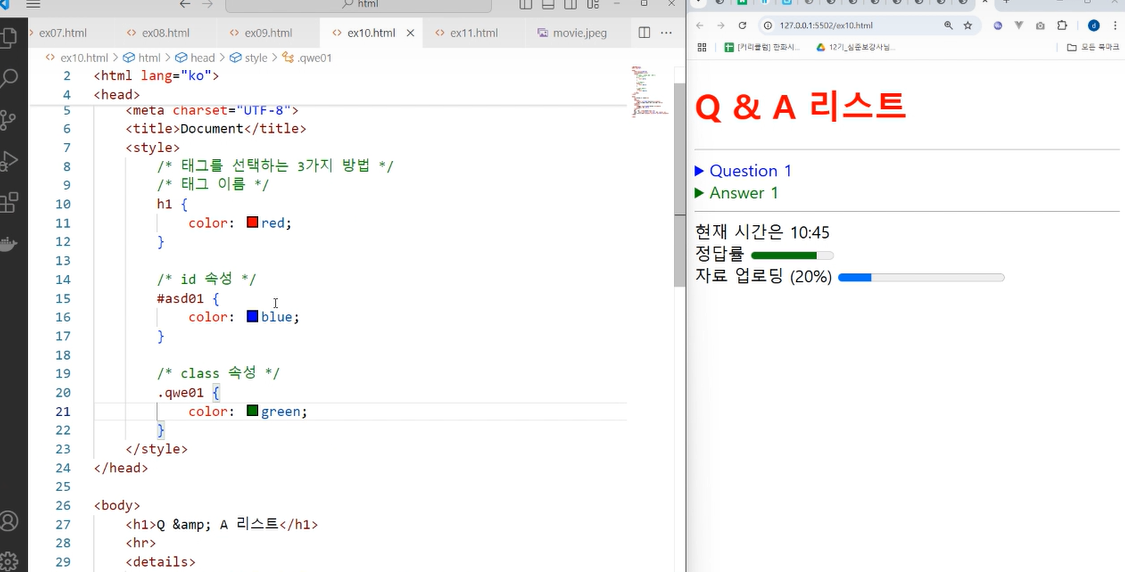 html
ex07.html
ex08.html
ex09.html
ex10.html
ex11.html
movie.jpeg
ex10.html > html > head > style > .qwe01
2 <html lang="ko">
4 <head>
5 <meta charset="UTF-8">
6 <title>Document</title>
7 <style>
8 /* 태그를 선택하는 3가지 방법 */
9 /* 태그 이름 */
10 h1 {
11 color: red;
12 }
13
14 /* id 속성 */
15 #asd01 {
16 color: blue;
17 }
18
19 /* class 속성 */
20 .qwe01 {
21 color: green;
22 }
23 </style>
24 </head>
25
26 <body>
27 <h1>Q &amp; A 리스트</h1>
28 <hr>
29 <details>
127.0.0.1:5502/ex10.html
d
[커리큘럼] 한화시...
12기_심준보강사님...
모든 북마크
Q & A 리스트
▶ Question 1
▶ Answer 1
현재 시간은 10:45
정답률
자료 업로딩 (20%)